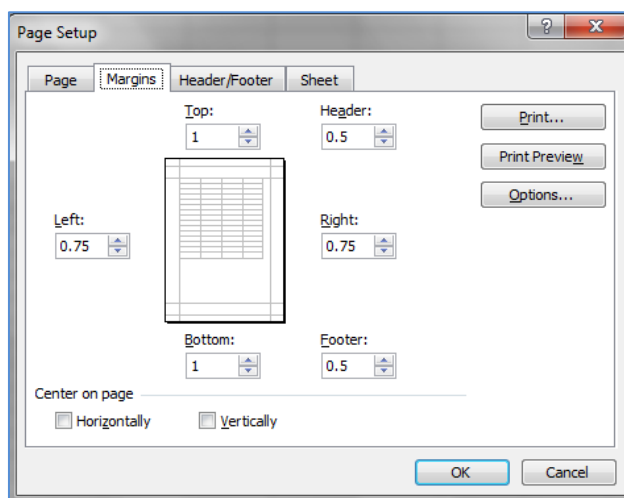 Page Setup
Page Margins Header/Footer Sheet
Top: Header:
1 0.5 Print...
Print Preview
Options...
Left: Right:
0.75 0.75
Bottom: Footer:
1 0.5
Center on page
Horizontally Vertically
OK Cancel